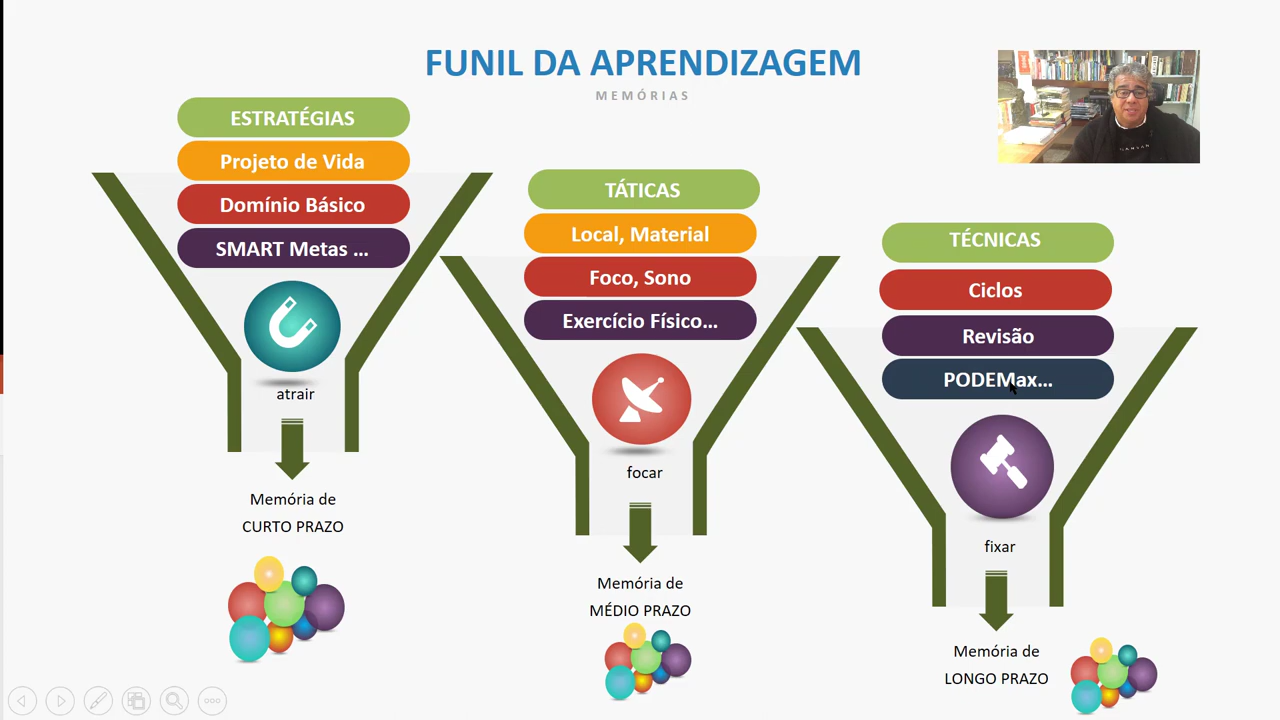 FUNIL DA APRENDIZAGEM
MEMÓRIAS
ESTRATÉGIAS
Projeto de Vida
Domínio Básico
SMART Metas ...
atrair
Memória de
CURTO PRAZO
TÁTICAS
Local, Material
Foco, Sono
Exercício Físico...
focar
Memória de
MÉDIO PRAZO
TÉCNICAS
Ciclos
Revisão
PODEMax...
fixar
Memória de
LONGO PRAZO